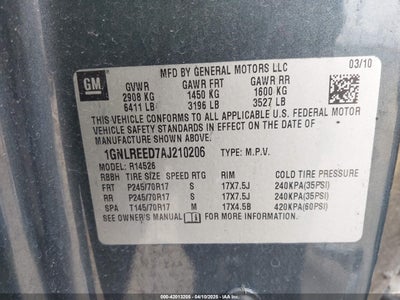 MFD BY GENERAL MOTORS LLC 03/10
GM
GVWR GAWR FRT GAWR RR
2908 KG 1450 KG 1600 KG
6411 LB 3196 LB 3527 LB
THIS VEHICLE CONFORMS TO ALL APPLICABLE U.S. FEDERAL MOTOR
VEHICLE SAFETY AND THEFT PREVENTION
STANDARDS IN EFFECT ON THE DATE OF
MANUFACTURE SHOWN ABOVE.
1GNLREED7AJ210206 TYPE: M.P.V.
MODEL: R14526
RBBH TIRE SIZE SPEED RTG RIM COLD TIRE PRESSURE
FRT P245/70R17 S 17X7.5J 240KPA(35PSI)
RR P245/70R17 S 17X7.5J 240KPA(35PSI)
SPA T145/70R17 M 17X4.5B 420KPA(60PSI)
SEE OWNER'S MANUAL FOR ADDITIONAL INFORMATION.
000-42013205 - 04/10/2025 - IAA